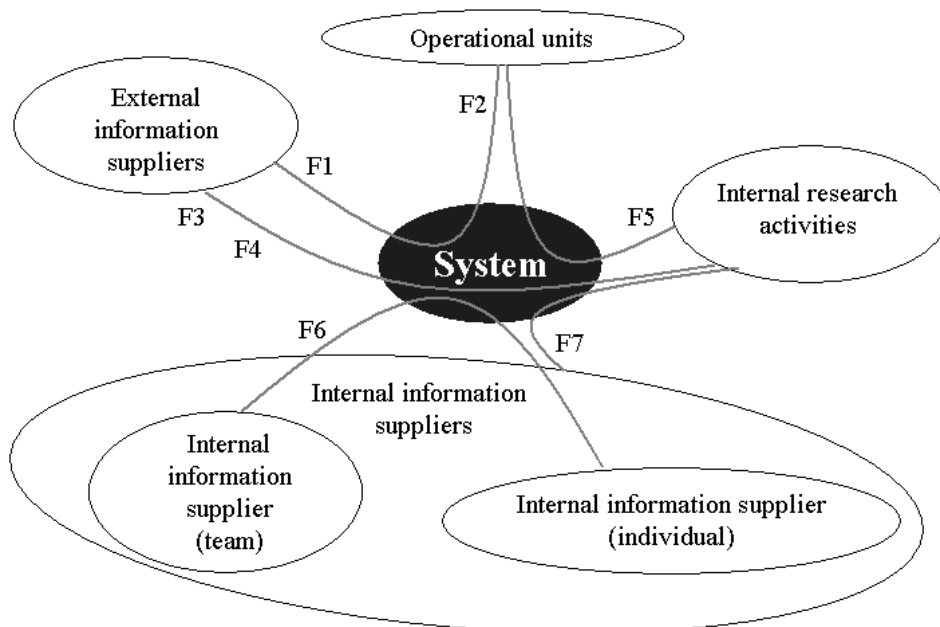 Operational units
External
information
suppliers
F2
F1
Internal research
activities
F3
F5
F4
System
F6
F7
Internal information
suppliers
Internal
information
supplier
(team)
Internal information supplier
(individual)